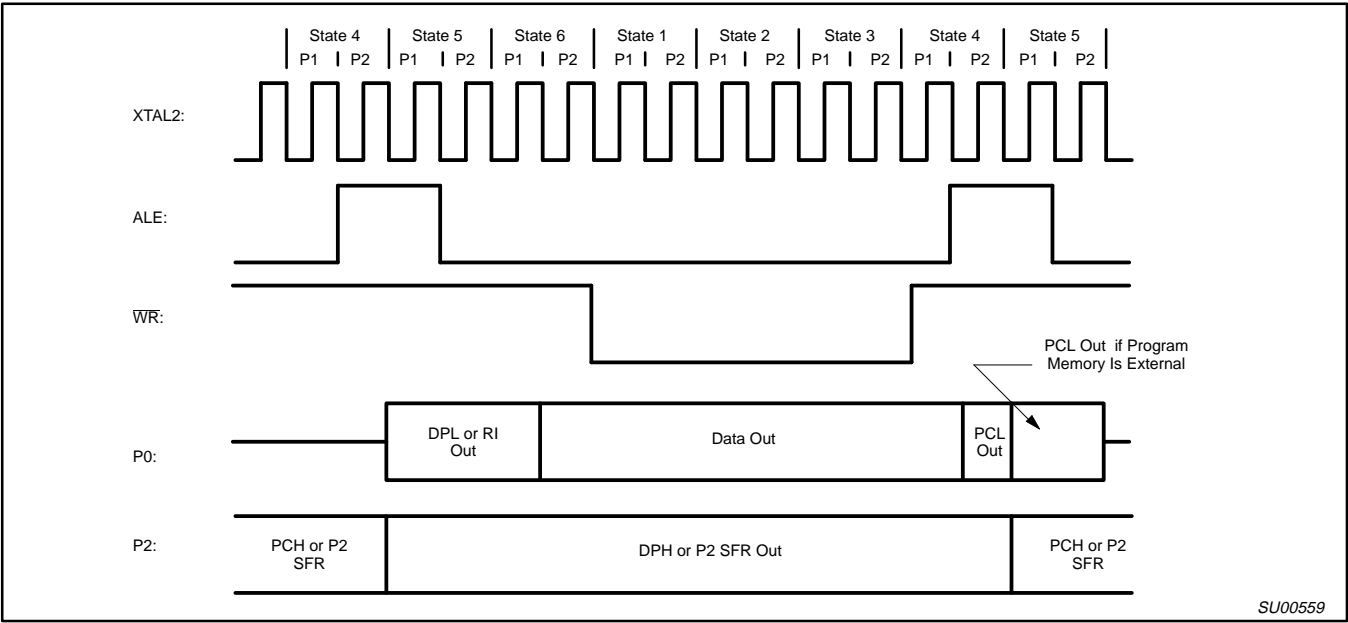 State 4 State 5 State 6 State 1 State 2 State 3 State 4 State 5
P1 P2 P1 P2 P1 P2 P1 P2 P1 P2 P1 P2 P1 P2 P1 P2
XTAL2:
ALE:
WR:
PCL Out if Program
Memory Is External
P0:
DPL or RI
Out
Data Out
PCL
Out
P2:
PCH or P2
SFR
DPH or P2 SFR Out
PCH or P2
SFR
SU00559